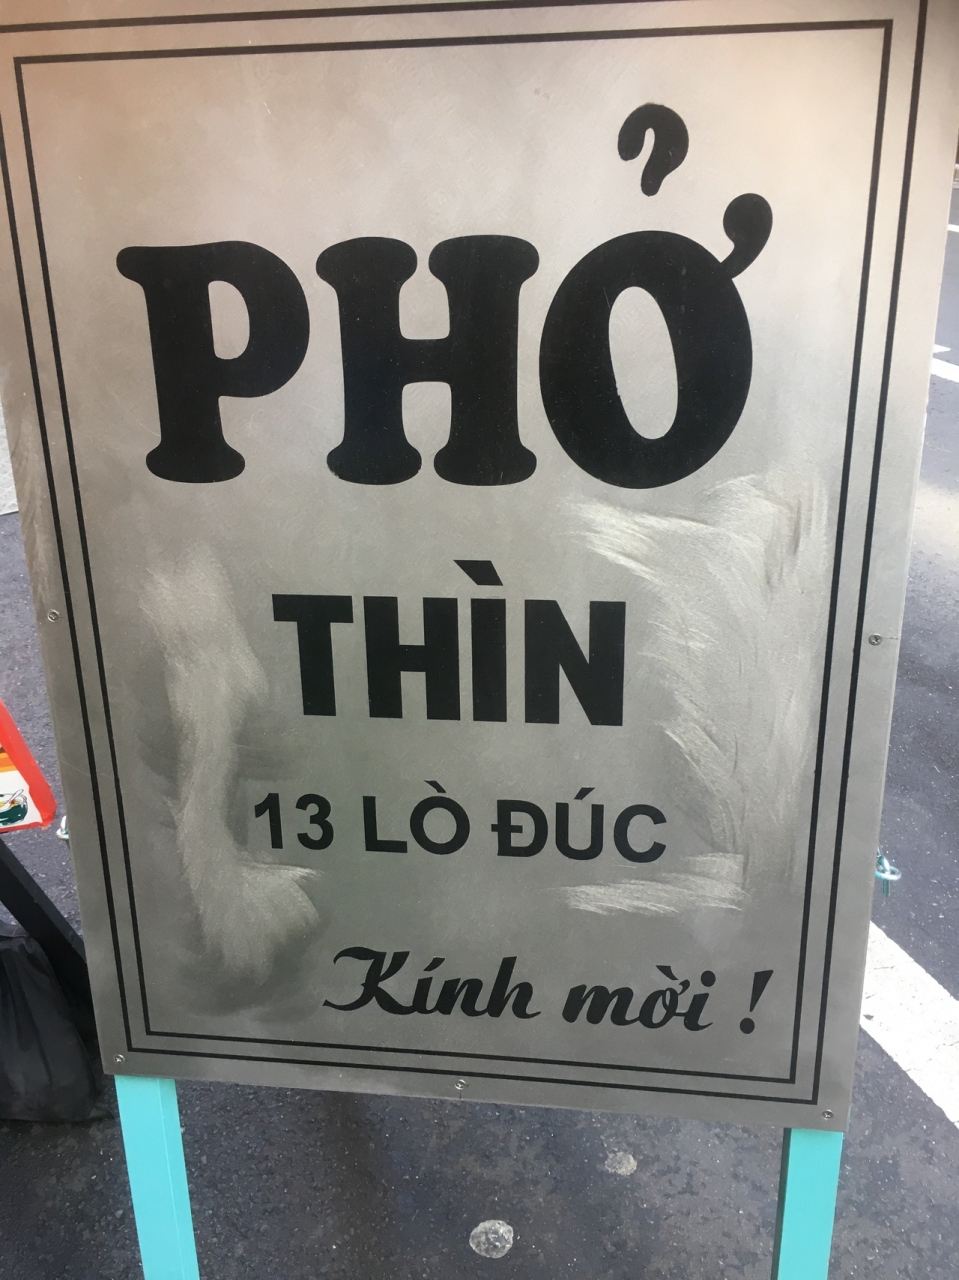 PHỞ
THÌN
13 LÒ ĐÚC
Kính mời !